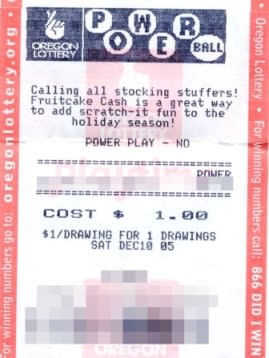 OREGON
LOTTERY
POWER
BALL
Calling all stocking stuffers!
Fruitcake Cash is a great way
to add scratch-it fun to the
holiday season!
POWER PLAY - NO
POWER
COST $ 1.00
$1/DRAWING FOR 1 DRAWINGS
SAT DEC10 05
OREGON
or winning numbers go to: oregonlottery.org
Oregon Lottery • For winning numbers call: 866 DID I WIN